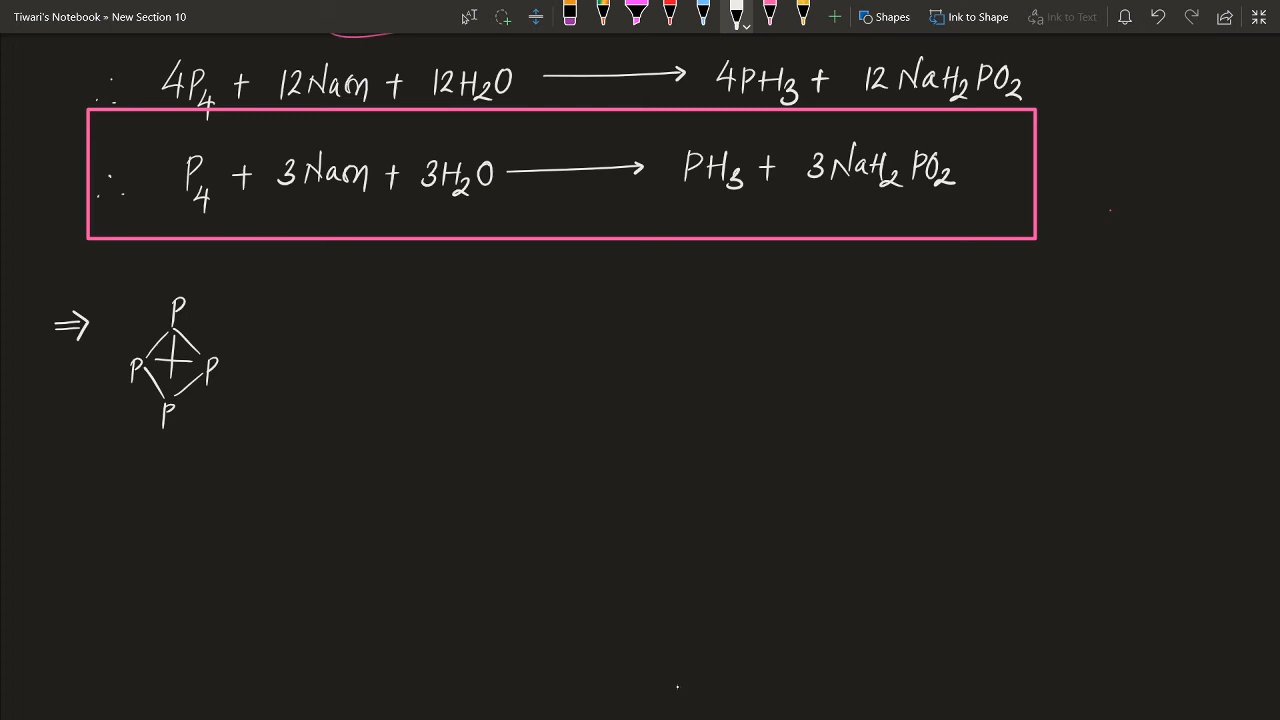 Tiwari's Notebook » New Section 10
Shapes Ink to Shape Ink to Text
∴ 4P₄ + 12NaOH + 12H₂O ⟶ 4PH₃ + 12NaH₂PO₂
∴ P₄ + 3NaOH + 3H₂O ⟶ PH₃ + 3NaH₂PO₂
⇒ P
P P
P